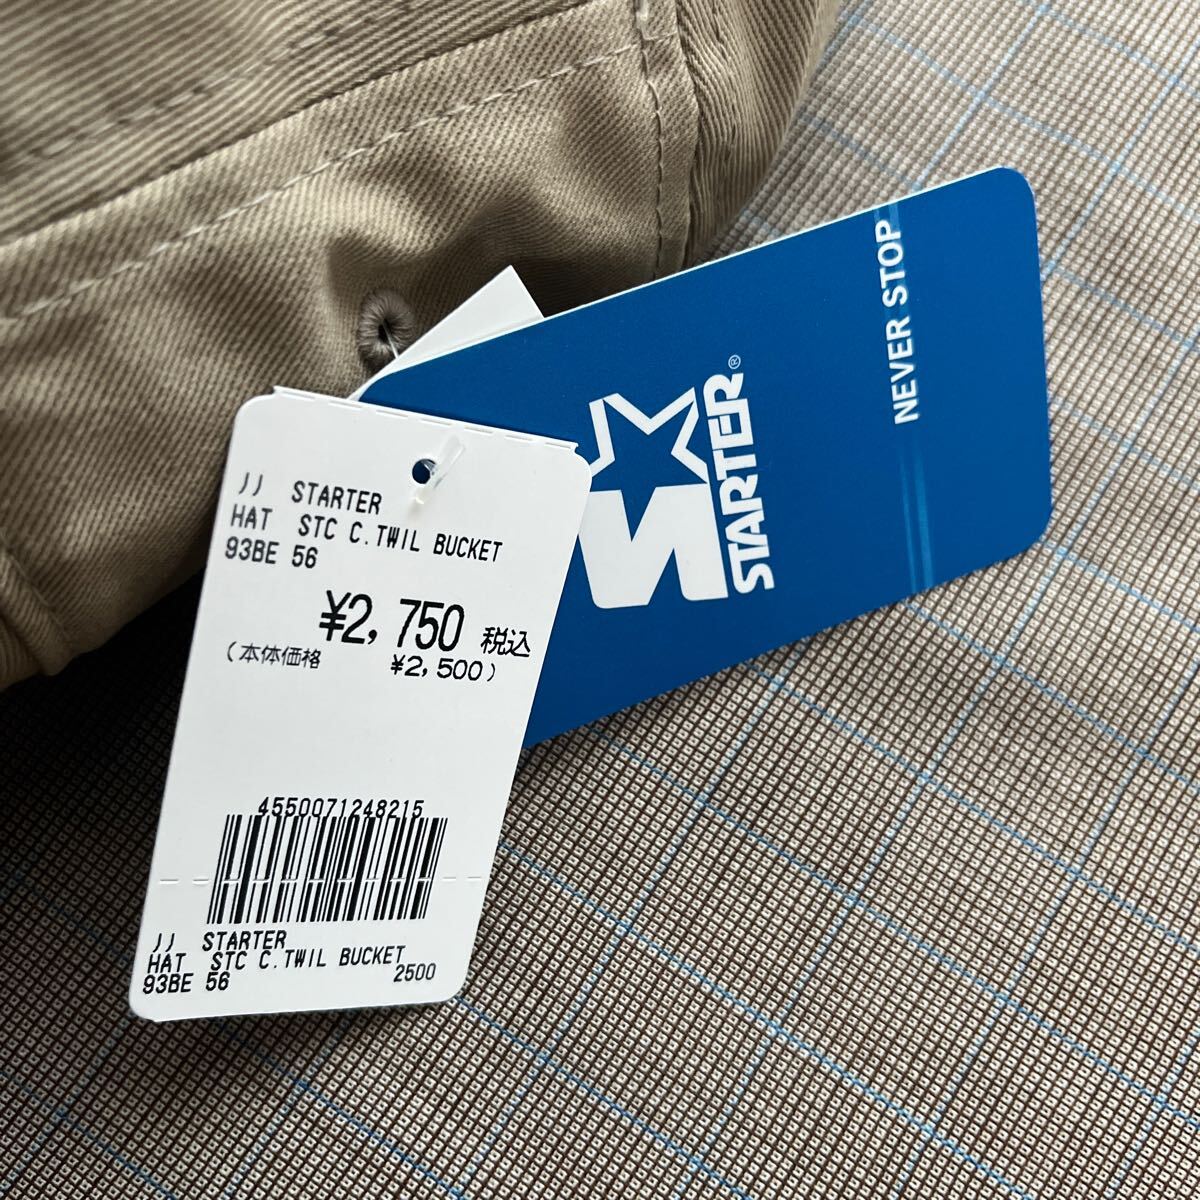 JJ STARTER
HAT STC C.TWIL BUCKET
93BE 56
¥2,750 税込
(本体価格 ¥2,500)
4550071248215
JJ STARTER
HAT STC C.TWIL BUCKET
93BE 56 2500
STARTER®
NEVER STOP